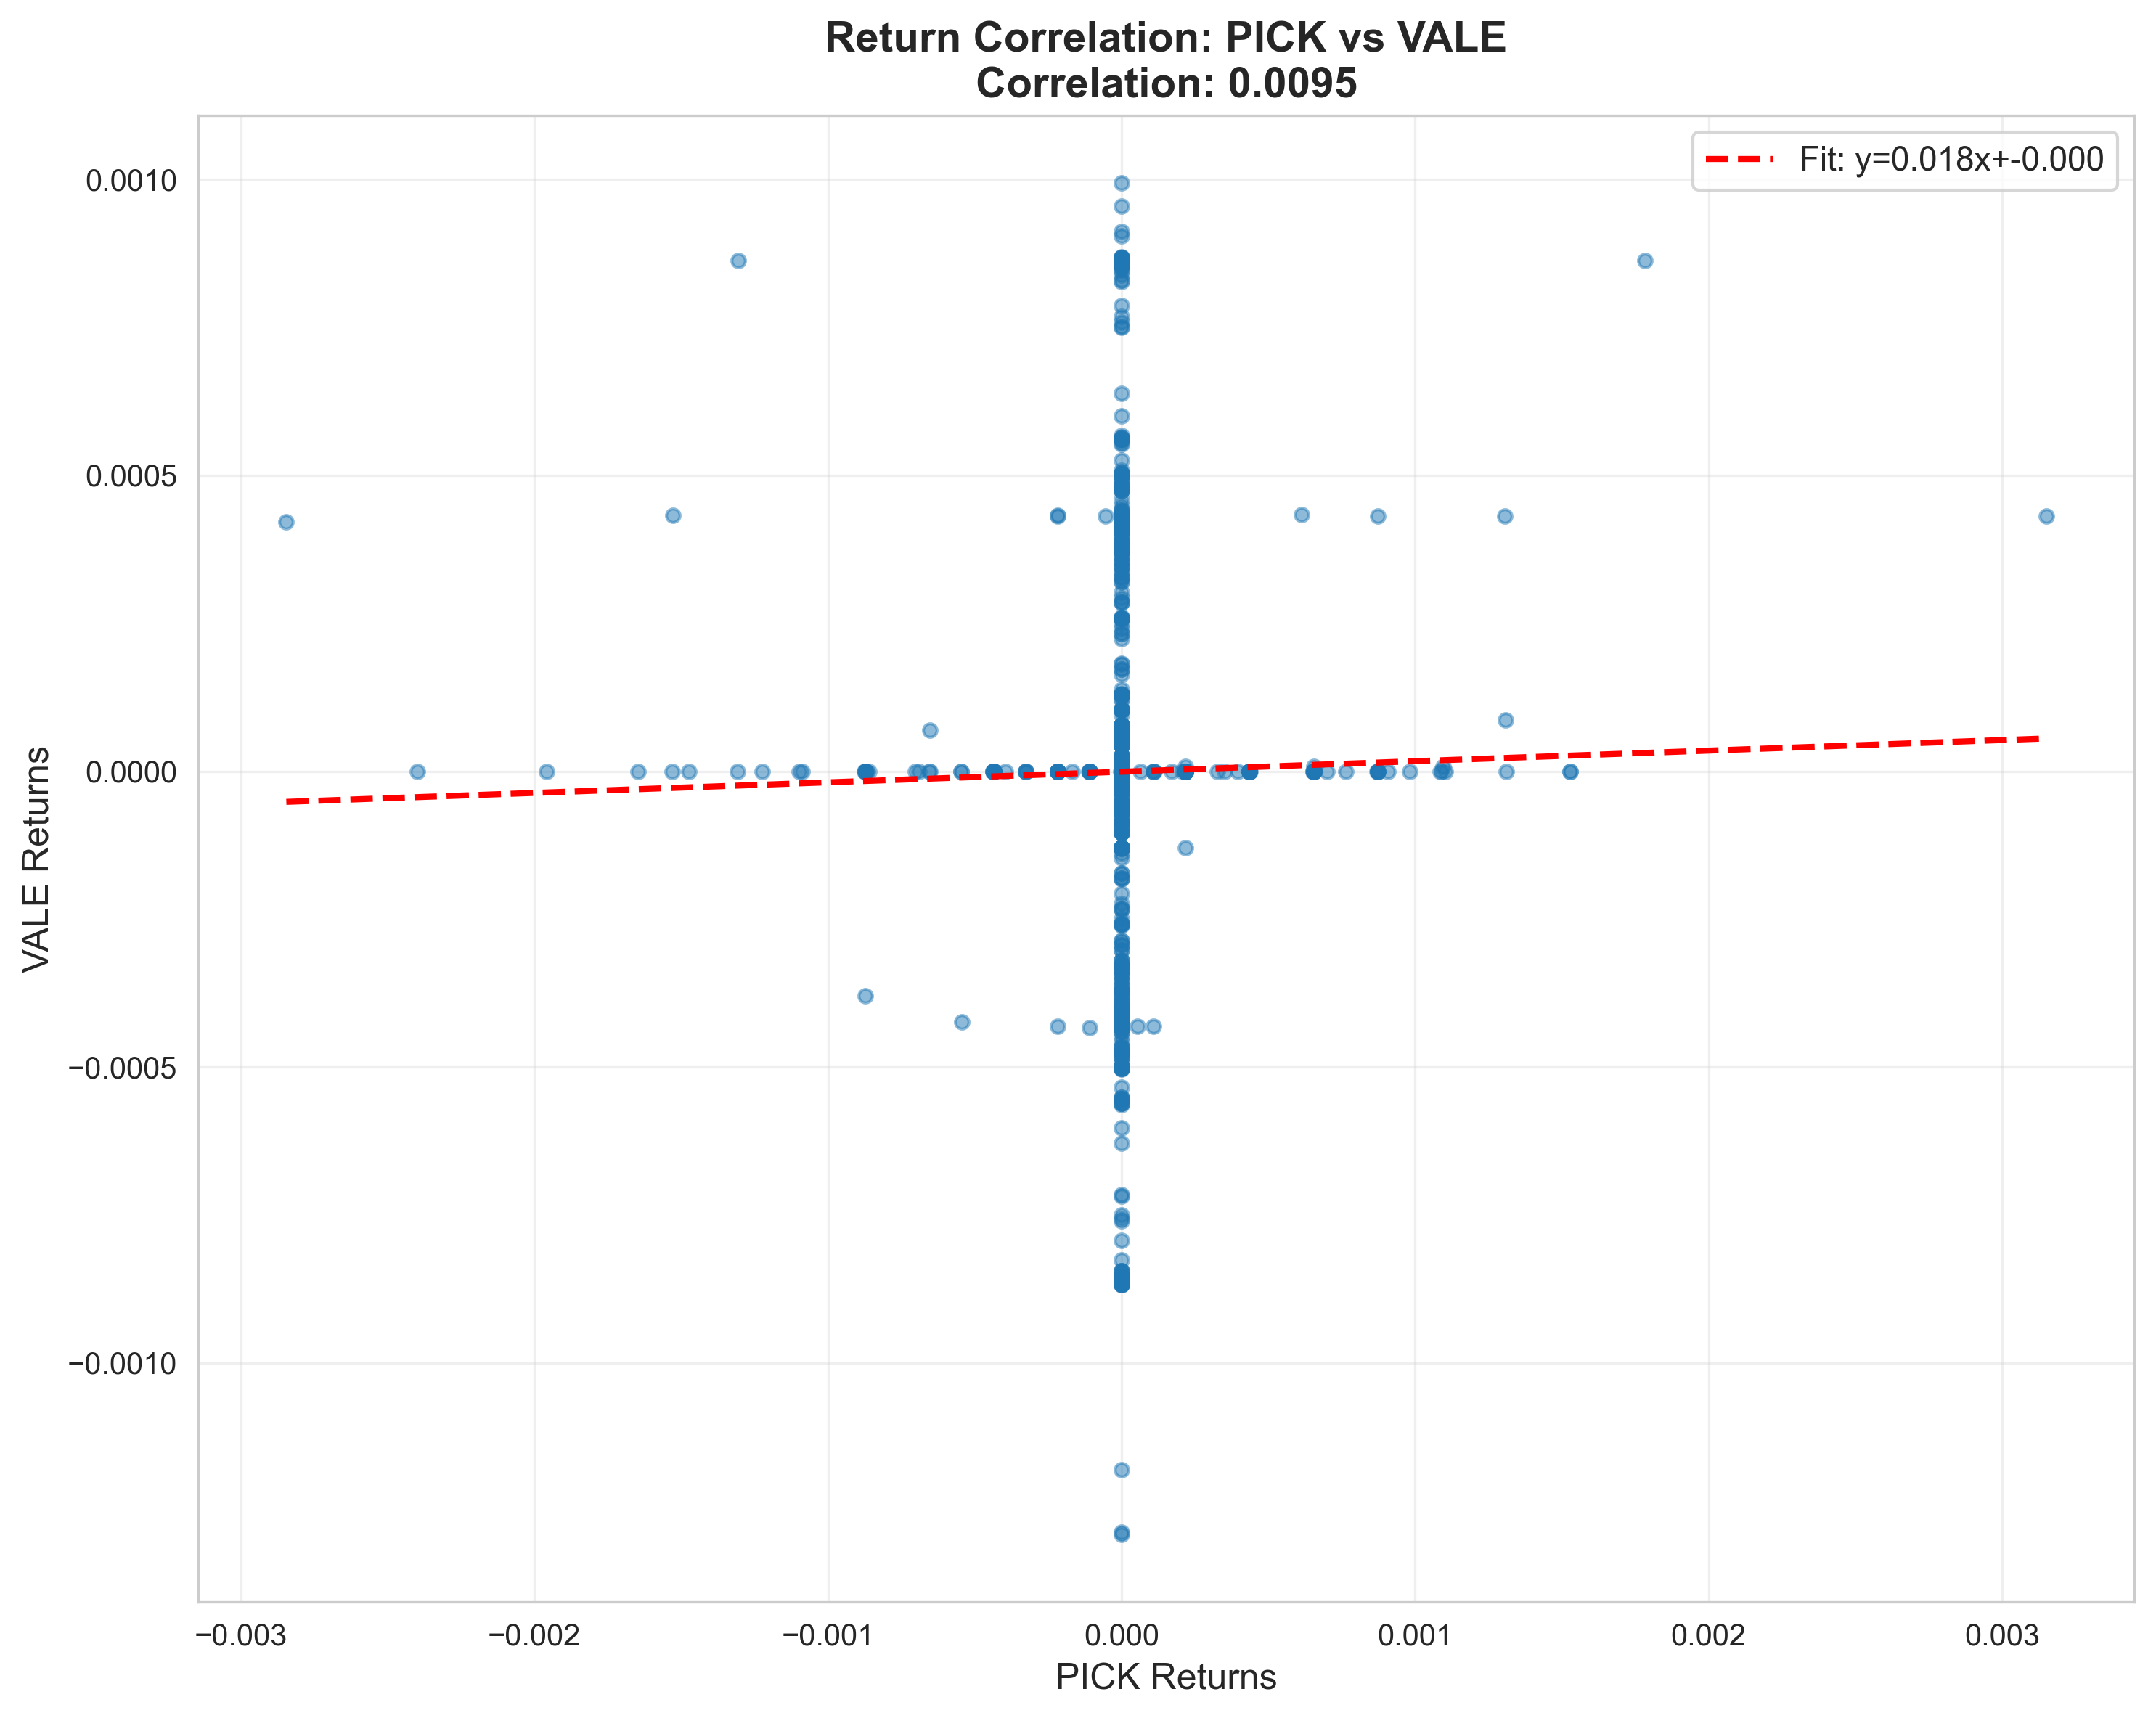 Return Correlation: PICK vs VALE
Correlation: 0.0095
Fit: y=0.018x+-0.000
0.0010
0.0005
0.0000
−0.0005
−0.0010
VALE Returns
−0.003 −0.002 −0.001 0.000 0.001 0.002 0.003
PICK Returns